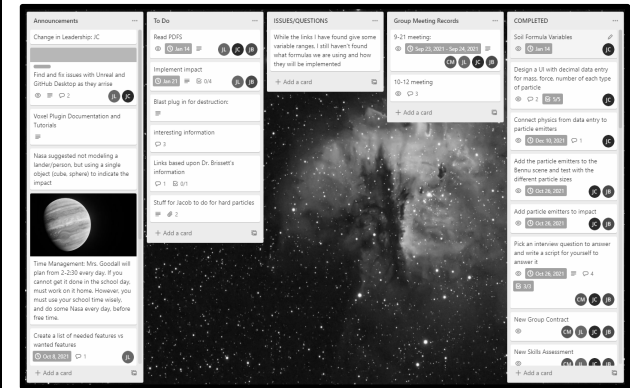 Announcements
Change in Leadership: JC
Find and fix issues with Unreal and
GitHub Desktop as they arise
2
JL JC
Voxel Plugin Documentation and
Tutorials
Nasa suggested not modeling a
lander/person, but using a single
object (cube, sphere) to indicate the
impact
Time Management: Mrs. Goodall will
plan from 2-2:30 every day. If you
cannot get it done in the school day,
must work on it home. However, you
must use your school time wisely,
and do some Nasa every day, before
free time.
Create a list of needed features vs
wanted features
Oct 8, 2021 1
JL
+ Add a card
To Do
Read PDFS
Jan 14
JL JC JB
Implement impact
Jan 21 0/4
JL JB
Blast plug in for destruction:
interesting information
2
Links based upon Dr. Brissett's
information
1 0/1
Stuff for Jacob to do for hard particles
2
+ Add a card
ISSUES/QUESTIONS
While the links I have found give some
variable ranges, I still haven't found
what formulas we are using and how
they will be implemented
+ Add a card
Group Meeting Records
9-21 meeting:
Sep 23, 2021 - Sep 24, 2021
CM JL JC JB
10-12 meeting
3
+ Add a card
COMPLETED
Soil Formula Variables
Jan 14
JC
Design a UI with decimal data entry
for mass, force, number of each type
of particle
2 5/5
JC
Connect physics from data entry to
particle emitters
Dec 10, 2021 1
JC
Add the particle emitters to the
Bennu scene and test with the
different particle sizes
Oct 26, 2021
JC JB
Add particle emitters to impact
Oct 26, 2021
JC JB
Pick an interview question to answer
and write a script for yourself to
answer it
Oct 26, 2021 4
3/3
CM JC JB
New Group Contract
CM JL JC JB
New Skills Assessment
CM JL JC JB
+ Add a card